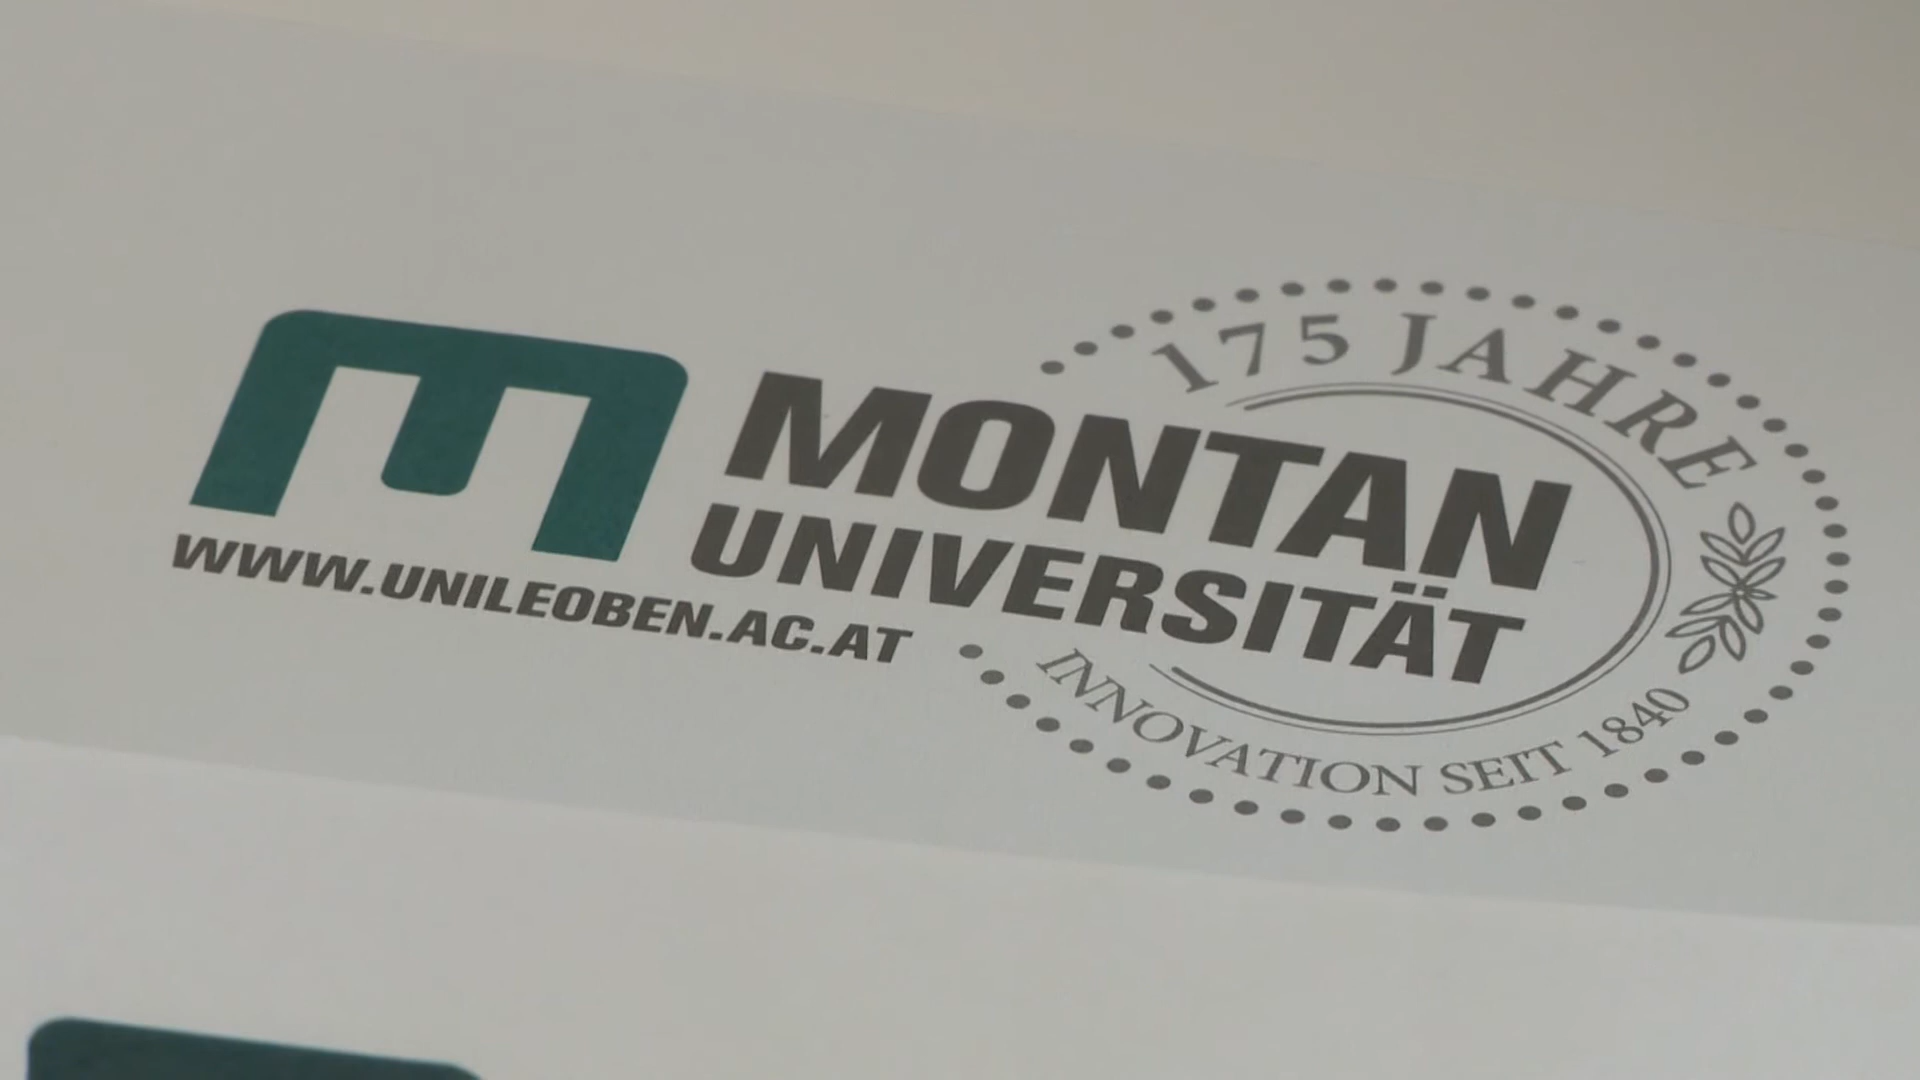 175 JAHRE
MONTAN
UNIVERSITÄT
WWW.UNILEOBEN.AC.AT
INNOVATION SEIT 1840